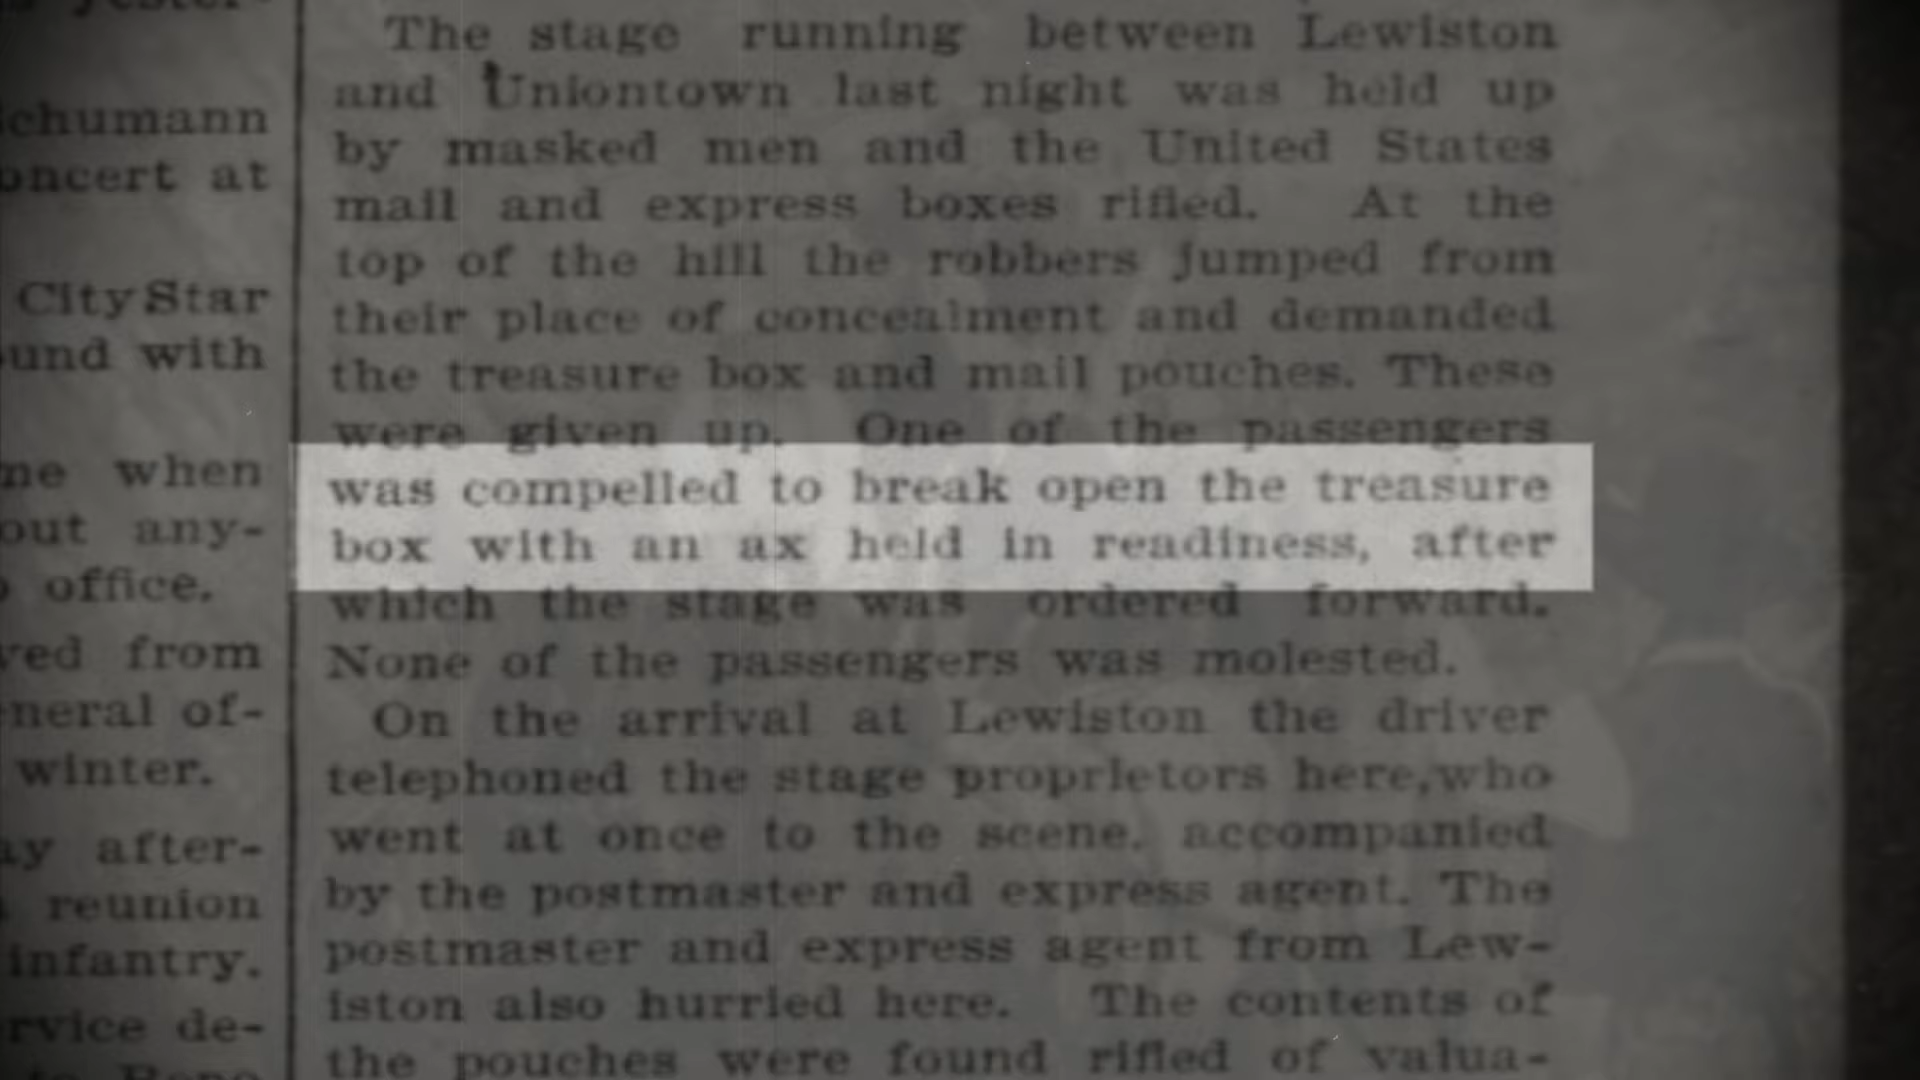 yester-
Schumann
concert at
City Star
ound with
me when
out any-
office.
ved from
neral of-
winter.
ay after-
reunion
infantry.
rvice de-
The stage running between Lewiston
and Uniontown last night was held up
by masked men and the United States
mail and express boxes rifled. At the
top of the hill the robbers jumped from
their place of concealment and demanded
the treasure box and mail pouches. These
were given up. One of the passengers
was compelled to break open the treasure
box with an ax held in readiness, after
which the stage was ordered forward.
None of the passengers was molested.
On the arrival at Lewiston the driver
telephoned the stage proprietors here, who
went at once to the scene, accompanied
by the postmaster and express agent. The
postmaster and express agent from Lew-
iston also hurried here. The contents of
the pouches were found rifled of valua-